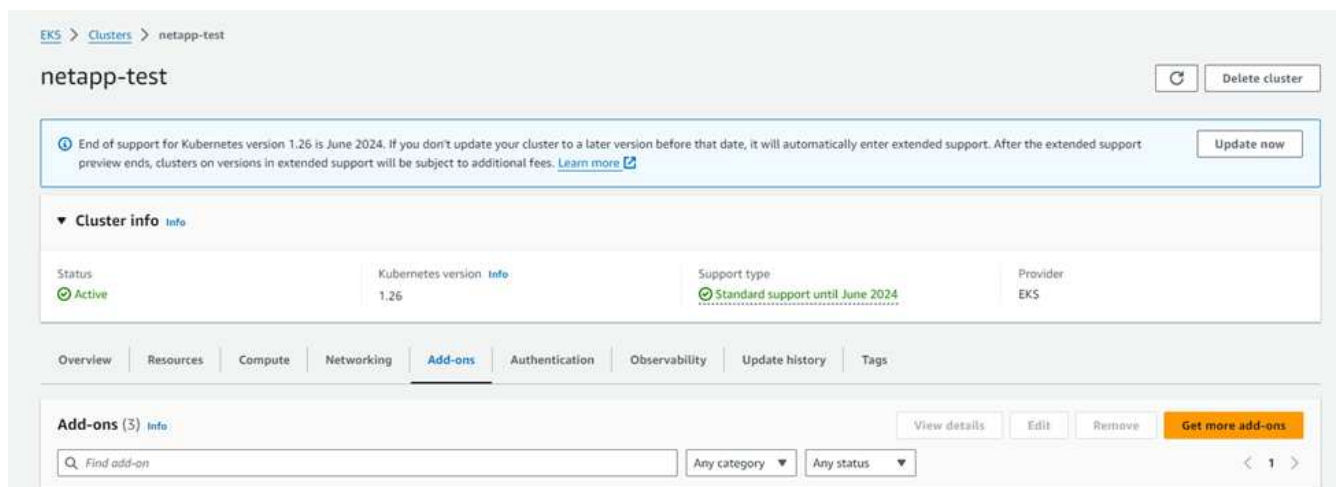 EKS > Clusters > netapp-test
netapp-test
Delete cluster
End of support for Kubernetes version 1.26 is June 2024. If you don't update your cluster to a later version before that date, it will automatically enter extended support. After the extended support
preview ends, clusters on versions in extended support will be subject to additional fees. Learn more
Update now
▼ Cluster info Info
Status
Active
Kubernetes version Info
1.26
Support type
Standard support until June 2024
Provider
EKS
Overview Resources Compute Networking Add-ons Authentication Observability Update history Tags
Add-ons (3) Info
View details Edit Remove Get more add-ons
Find add-on
Any category ▼ Any status ▼ < 1 >